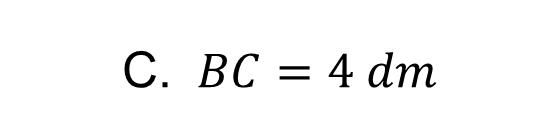 C. BC = 4 dm